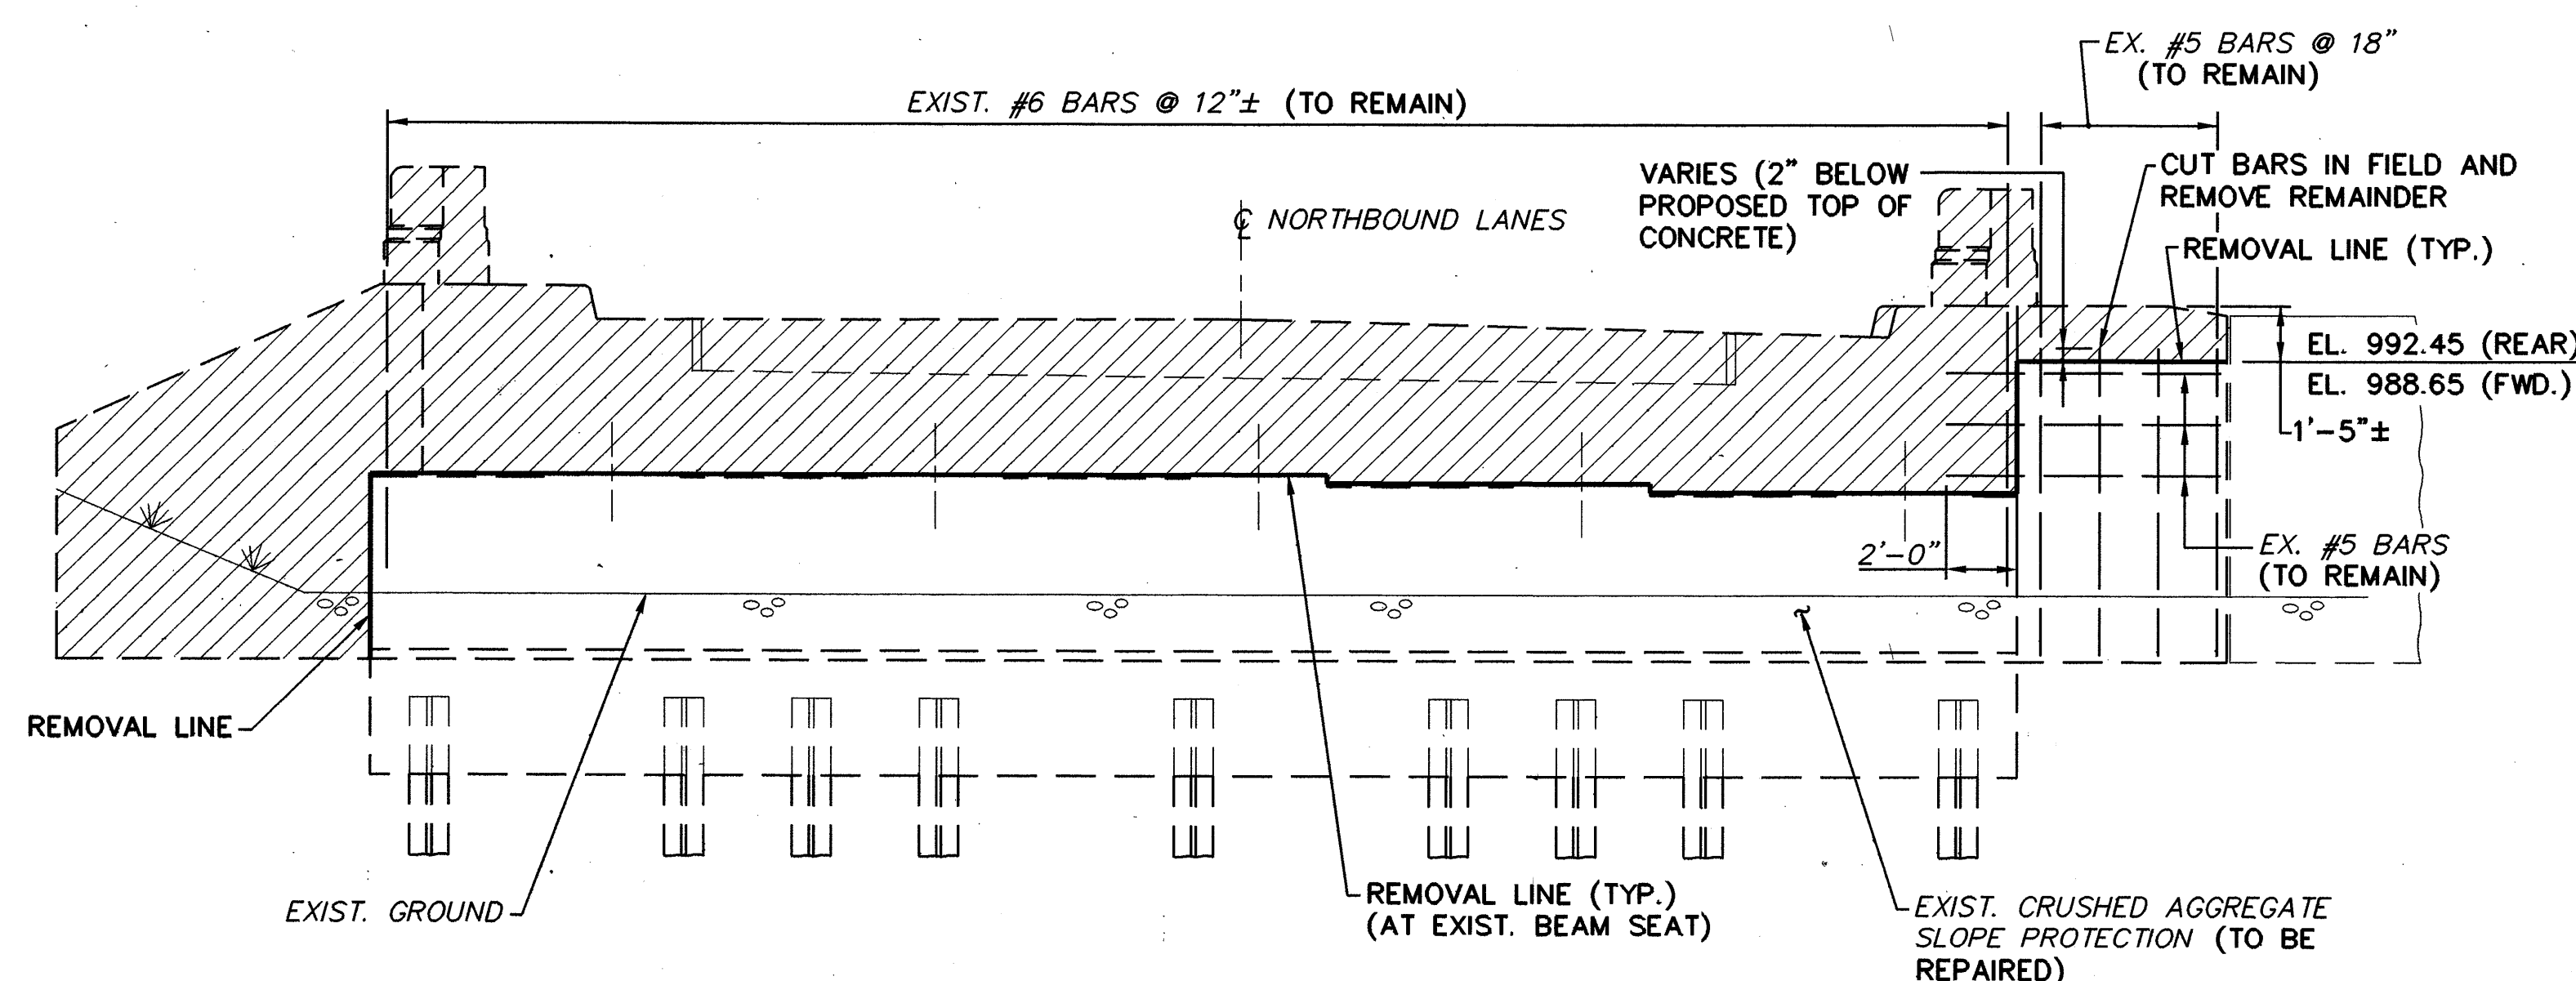 EX. #5 BARS @ 18"
(TO REMAIN)
EXIST. #6 BARS @ 12"± (TO REMAIN)
VARIES (2" BELOW
PROPOSED TOP OF
CONCRETE)
CUT BARS IN FIELD AND
REMOVE REMAINDER
℄ NORTHBOUND LANES
REMOVAL LINE (TYP.)
EL. 992.45 (REAR)
EL. 988.65 (FWD.)
1'-5"±
2'-0"
EX. #5 BARS
(TO REMAIN)
REMOVAL LINE
EXIST. GROUND
REMOVAL LINE (TYP.)
(AT EXIST. BEAM SEAT)
EXIST. CRUSHED AGGREGATE
SLOPE PROTECTION (TO BE
REPAIRED)